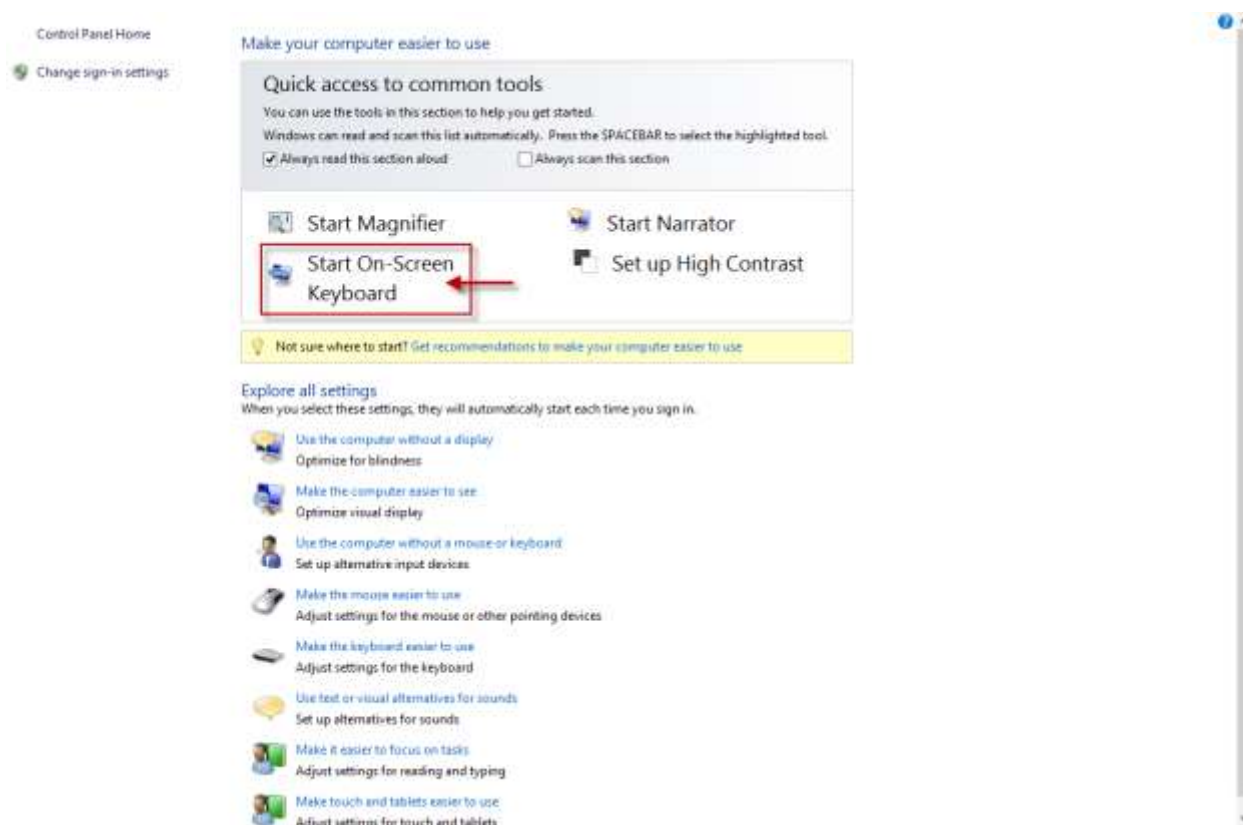 Control Panel Home
Change sign-in settings
Make your computer easier to use
Quick access to common tools
You can use the tools in this section to help you get started.
Windows can read and scan this list automatically. Press the SPACEBAR to select the highlighted tool.
Always read this section aloud
Always scan this section
Start Magnifier
Start Narrator
Start On-Screen
Keyboard
Set up High Contrast
Not sure where to start? Get recommendations to make your computer easier to use
Explore all settings
When you select these settings, they will automatically start each time you sign in.
Use the computer without a display
Optimize for blindness
Make the computer easier to see
Optimize visual display
Use the computer without a mouse or keyboard
Set up alternative input devices
Make the mouse easier to use
Adjust settings for the mouse or other pointing devices
Make the keyboard easier to use
Adjust settings for the keyboard
Use text or visual alternatives for sounds
Set up alternatives for sounds
Make it easier to focus on tasks
Adjust settings for reading and typing
Make touch and tablets easier to use
Adjust settings for touch and tablets